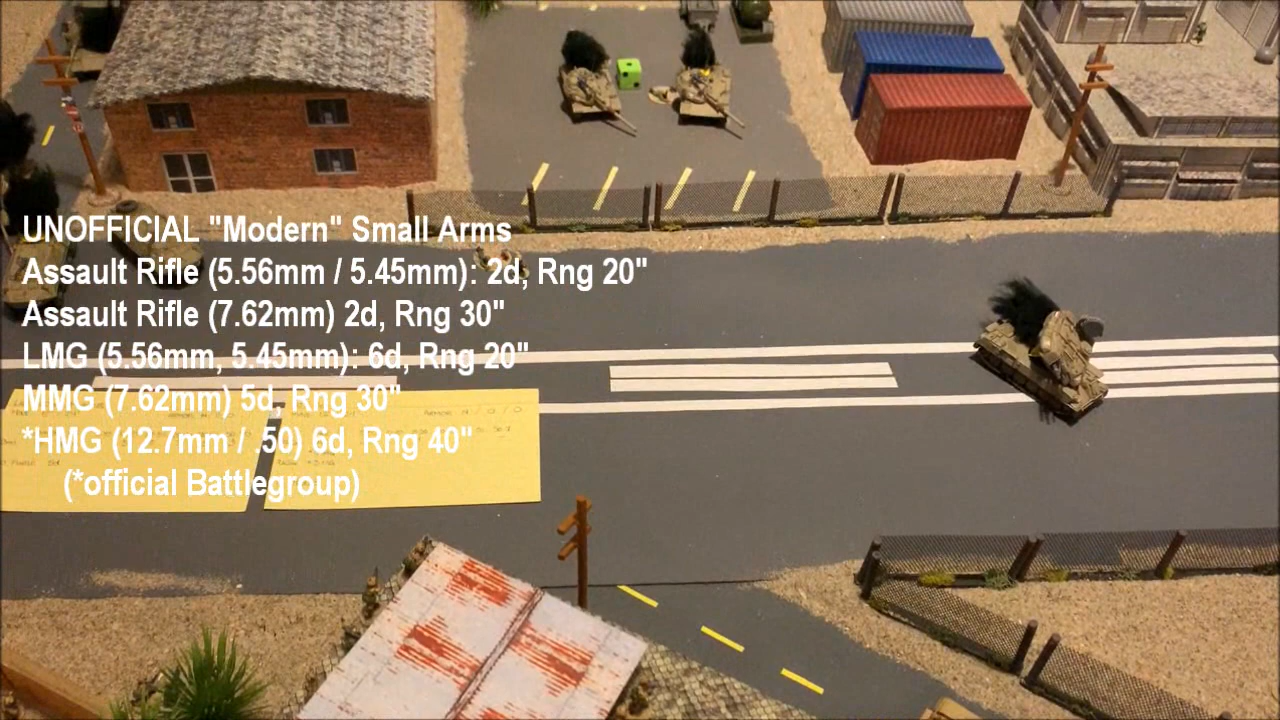 UNOFFICIAL "Modern" Small Arms
Assault Rifle (5.56mm / 5.45mm): 2d, Rng 20"
Assault Rifle (7.62mm) 2d, Rng 30"
LMG (5.56mm, 5.45mm): 6d, Rng 20"
MMG (7.62mm) 5d, Rng 30"
*HMG (12.7mm / .50) 6d, Rng 40"
(*official Battlegroup)